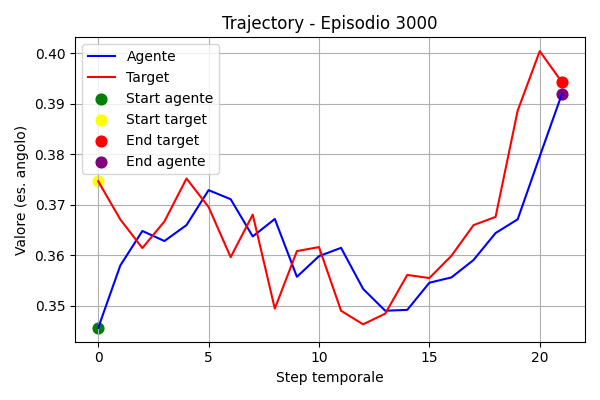 Trajectory - Episodio 3000
Valore (es. angolo)
0.40
0.39
0.38
0.37
0.36
0.35
Agente
Target
Start agente
Start target
End target
End agente
0 5 10 15 20
Step temporale